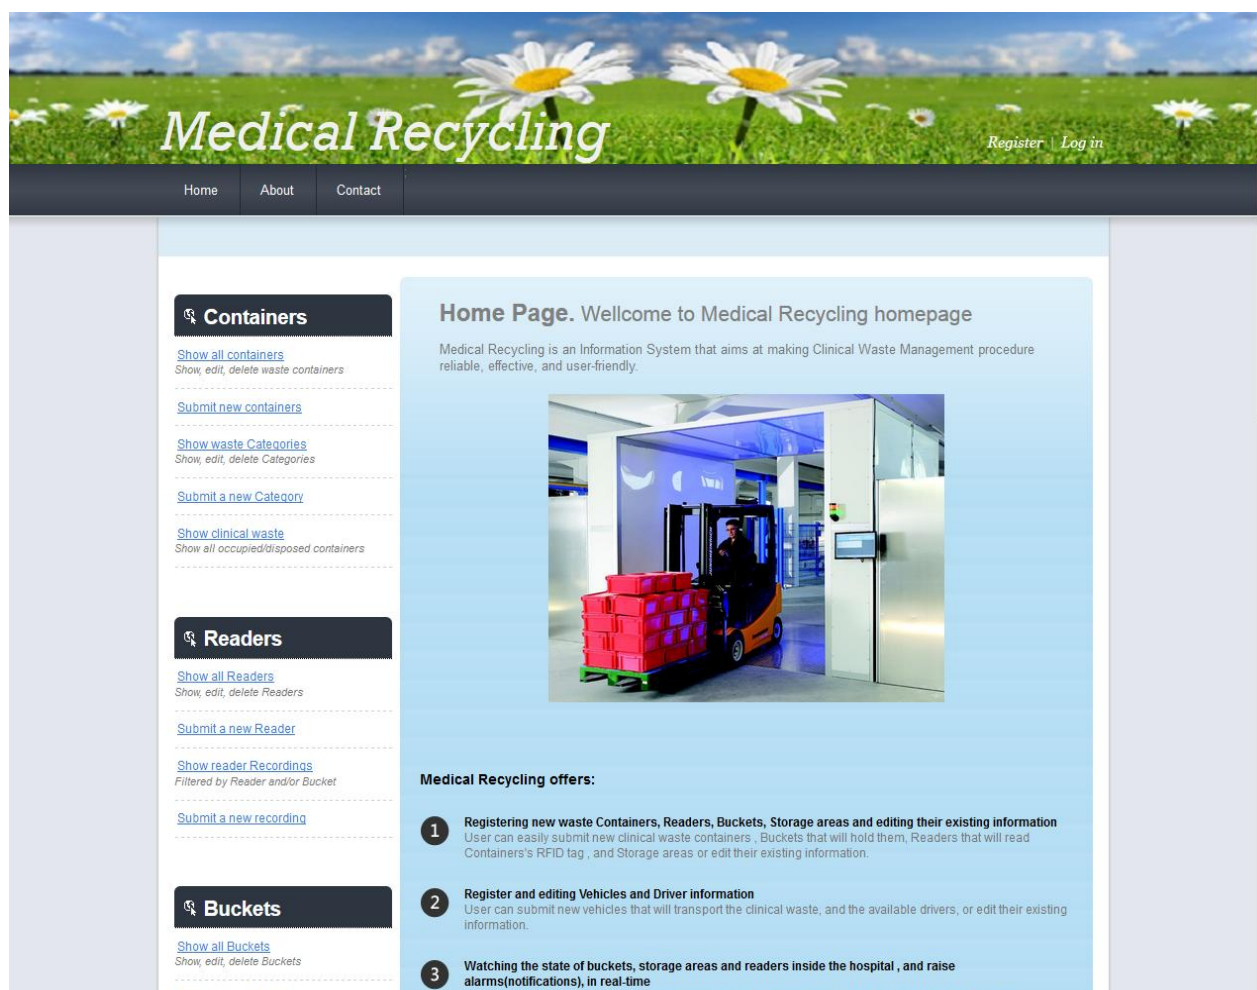 Medical Recycling
Register | Log in
Home
About
Contact
Containers
Show all containers
Show, edit, delete waste containers
Submit new containers
Show waste Categories
Show, edit, delete Categories
Submit a new Category
Show clinical waste
Show all occupied/disposed containers
Readers
Show all Readers
Show, edit, delete Readers
Submit a new Reader
Show reader Recordings
Filtered by Reader and/or Bucket
Submit a new recording
Buckets
Show all Buckets
Show, edit, delete Buckets
Home Page. Wellcome to Medical Recycling homepage
Medical Recycling is an Information System that aims at making Clinical Waste Management procedure
reliable, effective, and user-friendly.
Medical Recycling offers:
1
Registering new waste Containers, Readers, Buckets, Storage areas and editing their existing information
User can easily submit new clinical waste containers , Buckets that will hold them, Readers that will read
Containers's RFID tag , and Storage areas or edit their existing information.
2
Register and editing Vehicles and Driver information
User can submit new vehicles that will transport the clinical waste, and the available drivers, or edit their existing
information.
3
Watching the state of buckets, storage areas and readers inside the hospital , and raise
alarms(notifications), in real-time